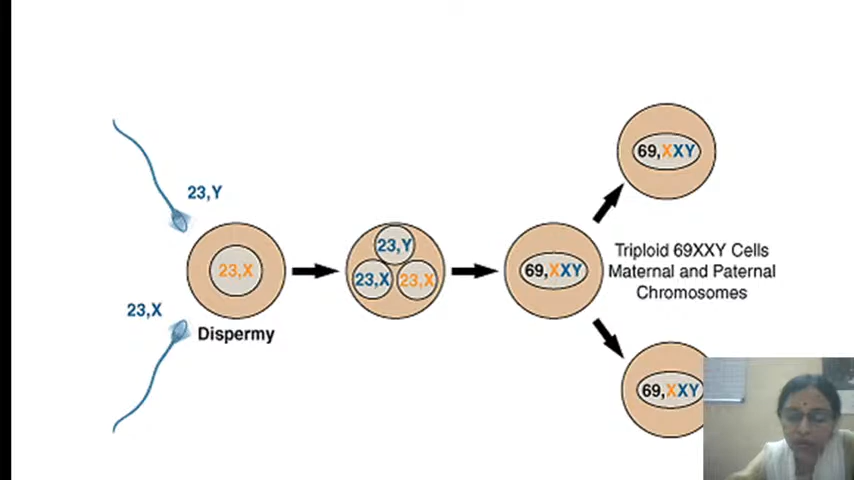 23,Y
23,X
23,X
Dispermy
23,Y
23,X
23,X
69,XXY
69,XXY
Triploid 69XXY Cells
Maternal and Paternal
Chromosomes
69,XXY